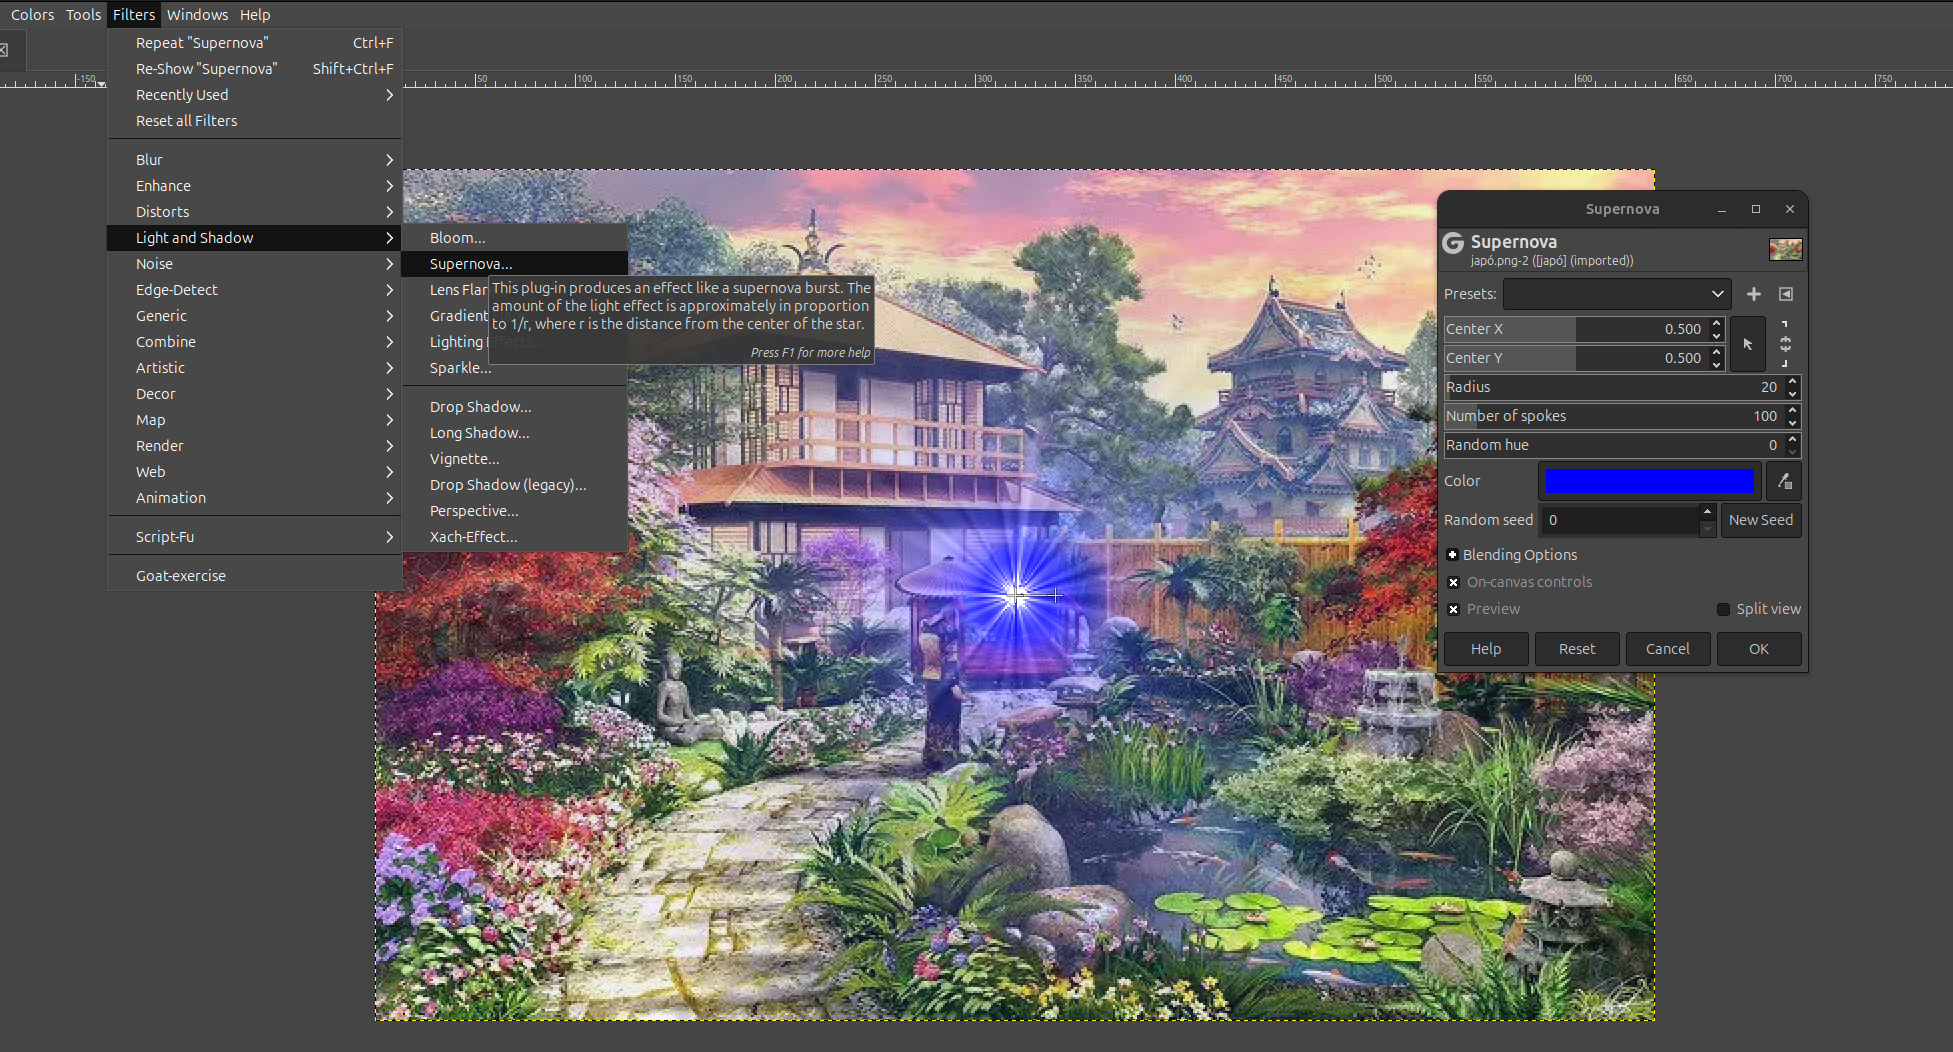 Colors Tools Filters Windows Help
Repeat "Supernova" Ctrl+F
Re-Show "Supernova" Shift+Ctrl+F
Recently Used
Reset all Filters
Blur
Enhance
Distorts
Light and Shadow
Noise
Edge-Detect
Generic
Combine
Artistic
Decor
Map
Render
Web
Animation
Script-Fu
Goat-exercise
-150 50 100 150 200 250 300 350 400 450 500 550 600 650 700 750
Bloom...
Supernova...
Lens Flar
Gradient
Lighting Effects...
Sparkle...
Drop Shadow...
Long Shadow...
Vignette...
Drop Shadow (legacy)...
Perspective...
Xach-Effect...
This plug-in produces an effect like a supernova burst. The
amount of the light effect is approximately in proportion
to 1/r, where r is the distance from the center of the star.
Press F1 for more help
Supernova
Supernova
japó.png-2 ([japó] (imported))
Presets:
Center X 0.500
Center Y 0.500
Radius 20
Number of spokes 100
Random hue 0
Color
Random seed 0 New Seed
Blending Options
On-canvas controls
Preview Split view
Help Reset Cancel OK